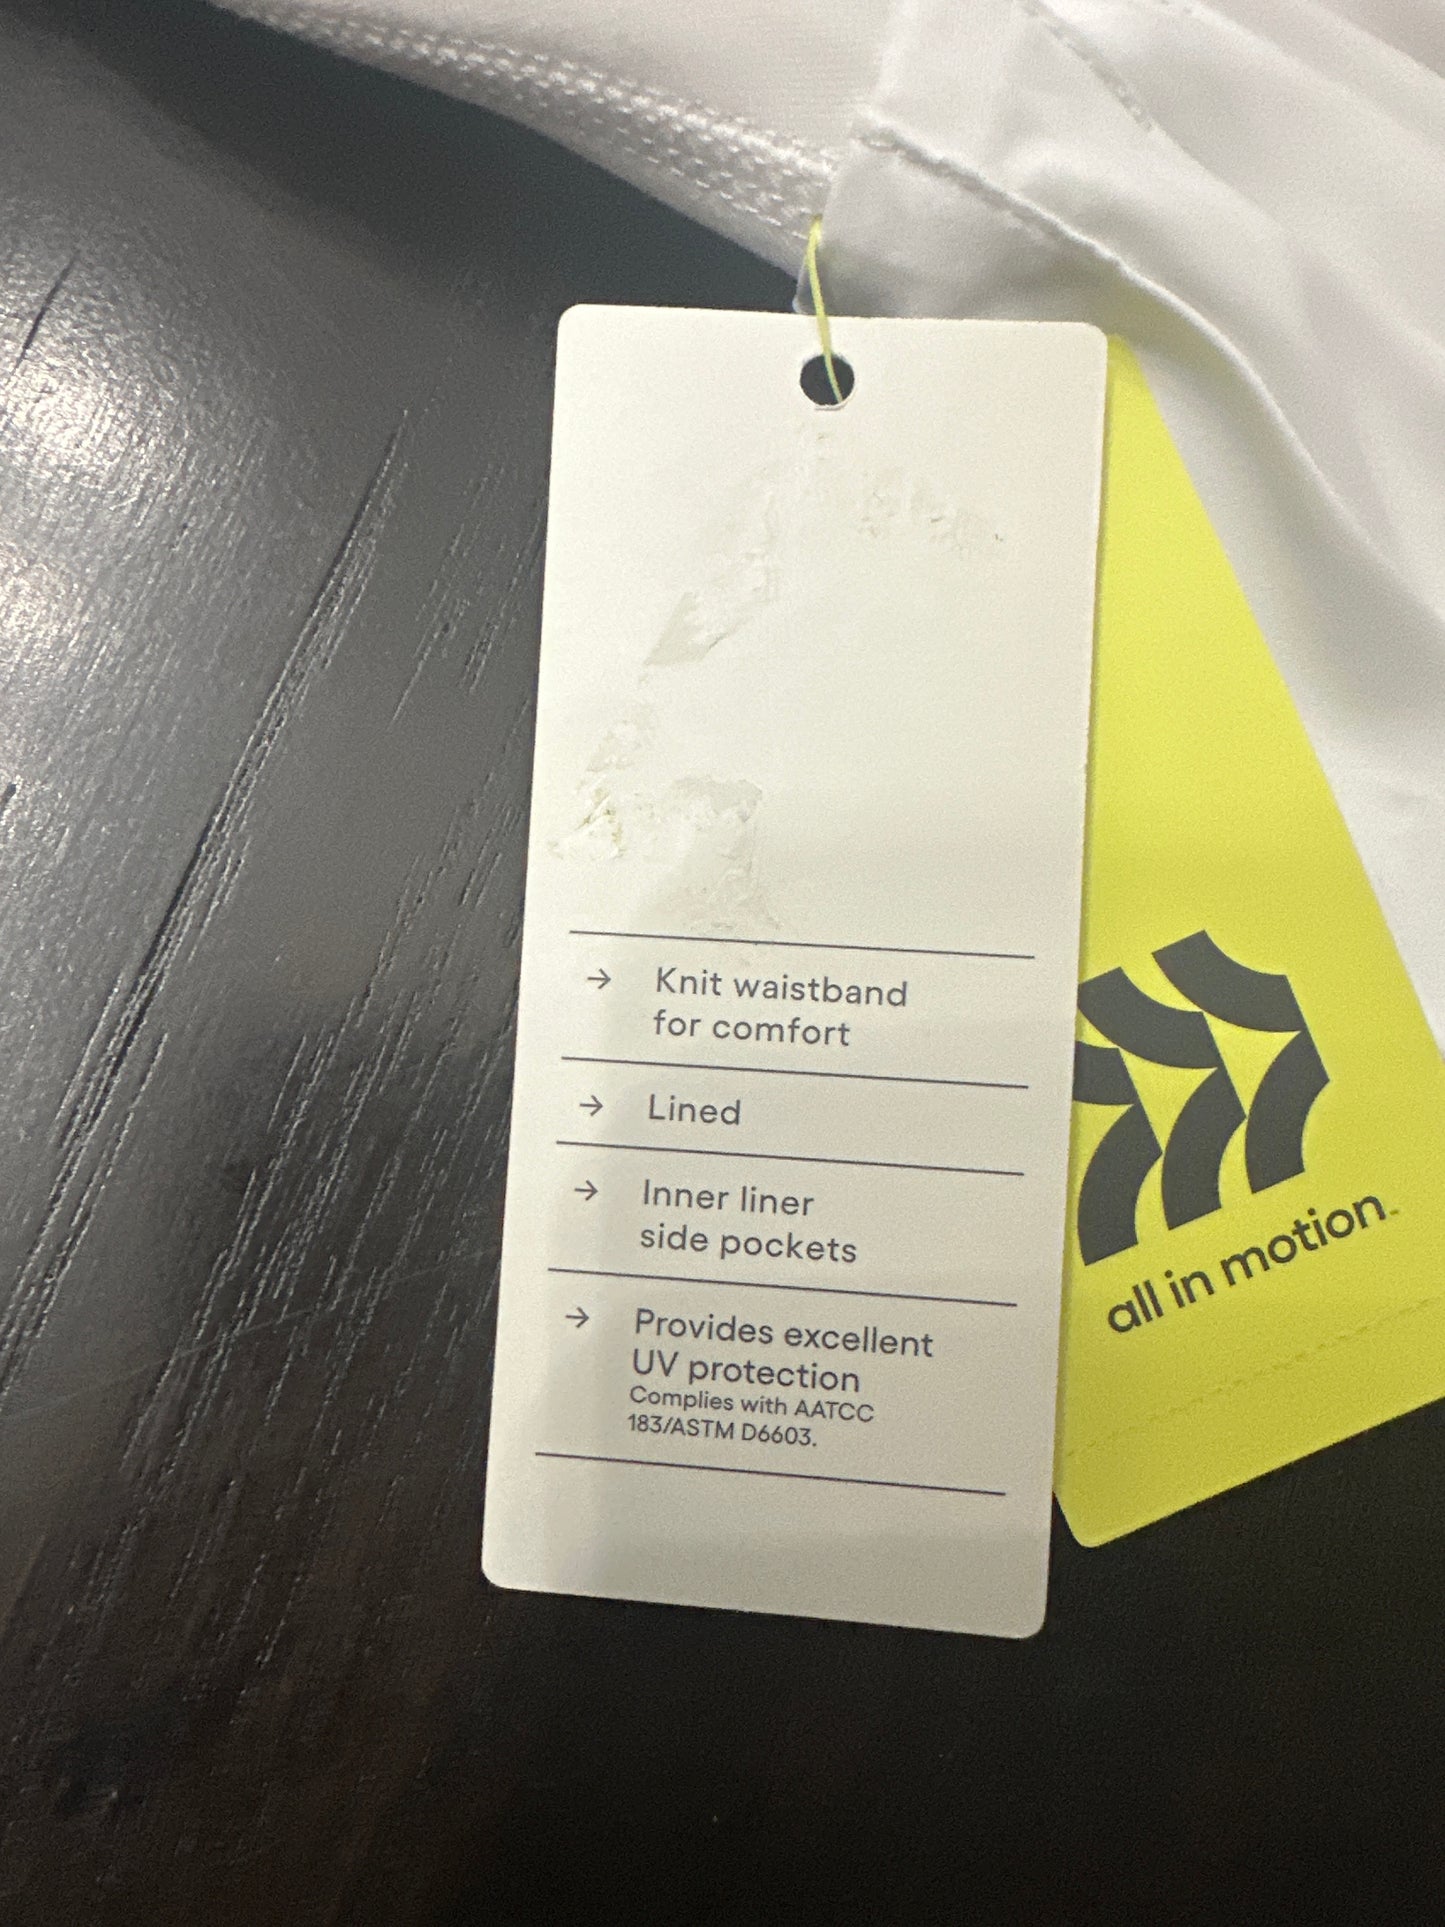 → Knit waistband
for comfort
→ Lined
→ Inner liner
side pockets
→ Provides excellent
UV protection
Complies with AATCC
183/ASTM D6603.
all in motion™